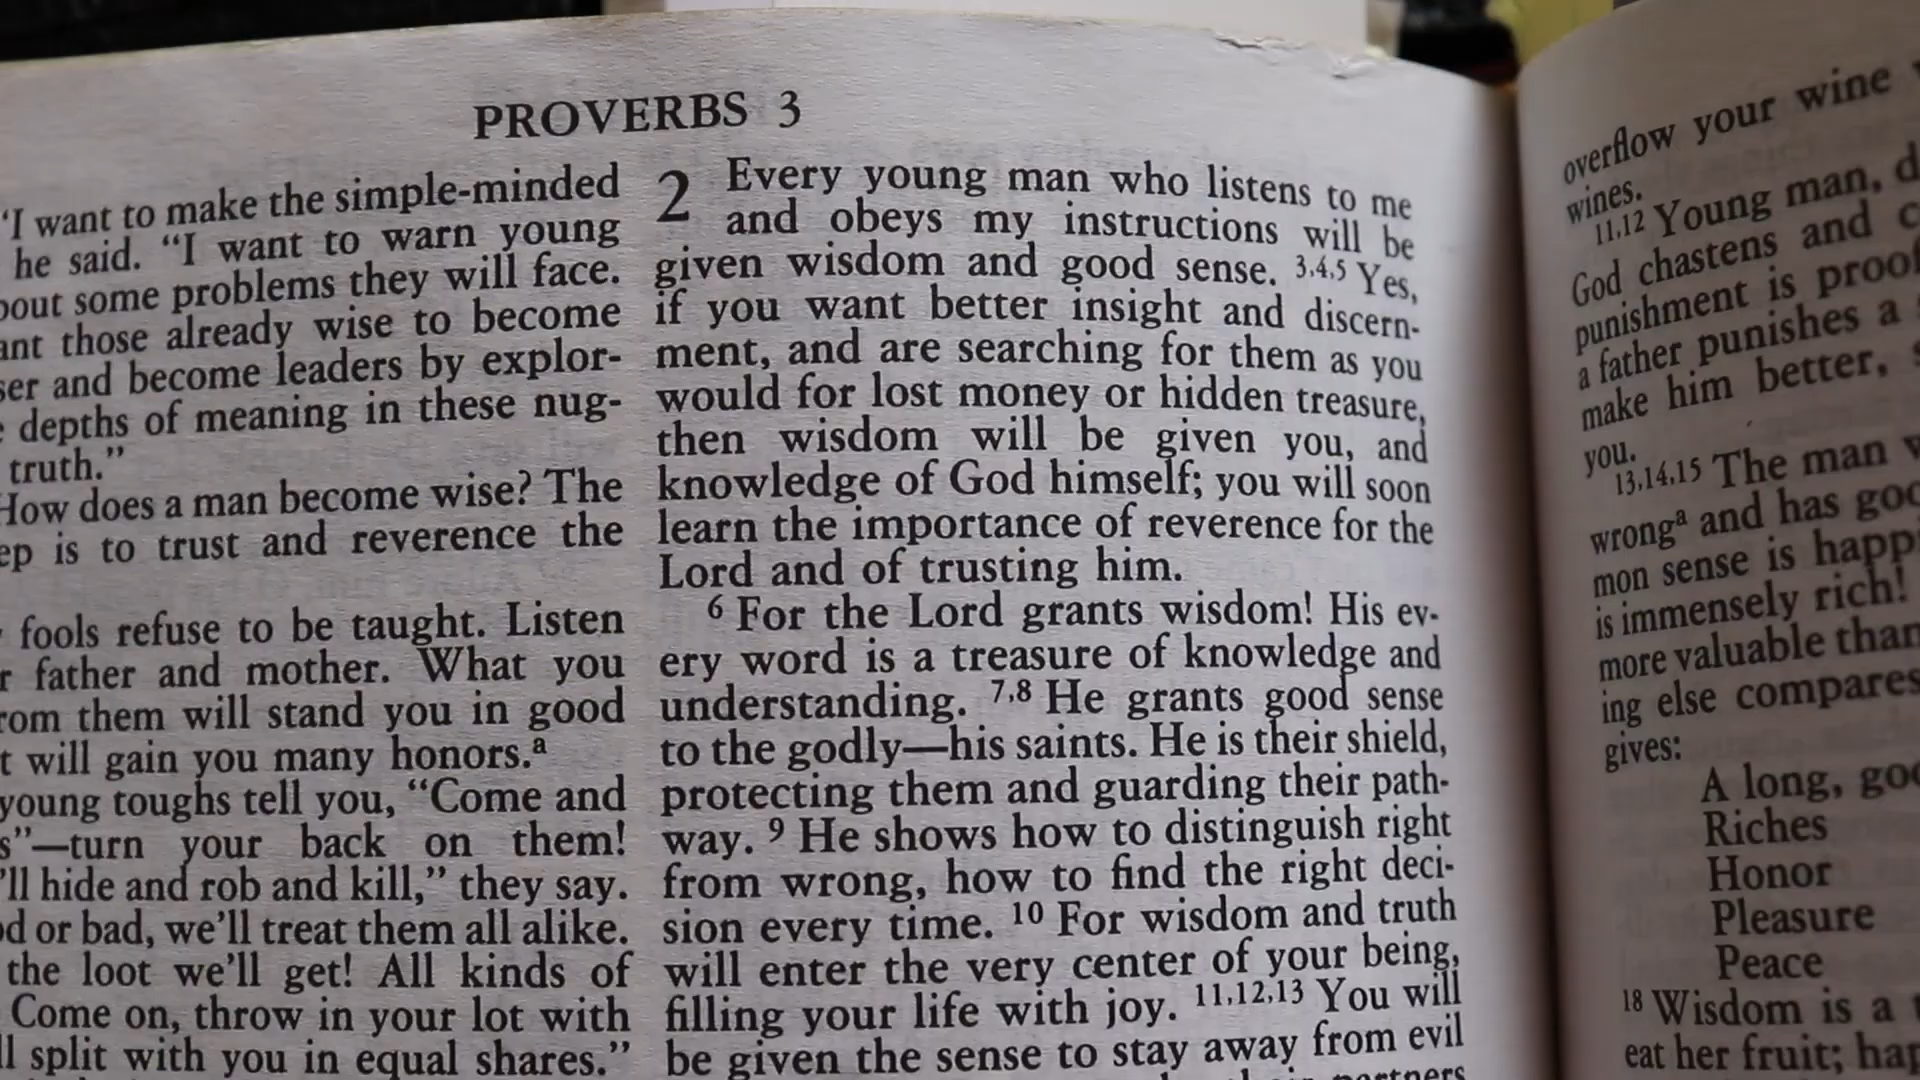 PROVERBS 3
“I want to make the simple-minded
he said. “I want to warn young
about some problems they will face.
want those already wise to become
and become leaders by explor-
depths of meaning in these nug-
truth.”
How does a man become wise? The
is to trust and reverence the
fools refuse to be taught. Listen
father and mother. What you
from them will stand you in good
will gain you many honors.ᵃ
young toughs tell you, “Come and
”—turn your back on them!
’ll hide and rob and kill,” they say.
or bad, we’ll treat them all alike.
the loot we’ll get! All kinds of
Come on, throw in your lot with
split with you in equal shares.”
2 Every young man who listens to me
and obeys my instructions will be
given wisdom and good sense. 3,4,5 Yes,
if you want better insight and discern-
ment, and are searching for them as you
would for lost money or hidden treasure,
then wisdom will be given you, and
knowledge of God himself; you will soon
learn the importance of reverence for the
Lord and of trusting him.
6 For the Lord grants wisdom! His ev-
ery word is a treasure of knowledge and
understanding. 7,8 He grants good sense
to the godly—his saints. He is their shield,
protecting them and guarding their path-
way. 9 He shows how to distinguish right
from wrong, how to find the right deci-
sion every time. 10 For wisdom and truth
will enter the very center of your being,
filling your life with joy. 11,12,13 You will
be given the sense to stay away from evil
partners
overflow your wine
wines.
11,12 Young man,
God chastens and
punishment is proof
a father punishes a
make him better,
you.
13,14,15 The man
wrongᵃ and has
mon sense is
is immensely rich!
more valuable than
ing else compares
gives:
A long,
Riches
Honor
Pleasure
Peace
18 Wisdom is a
eat her fruit;